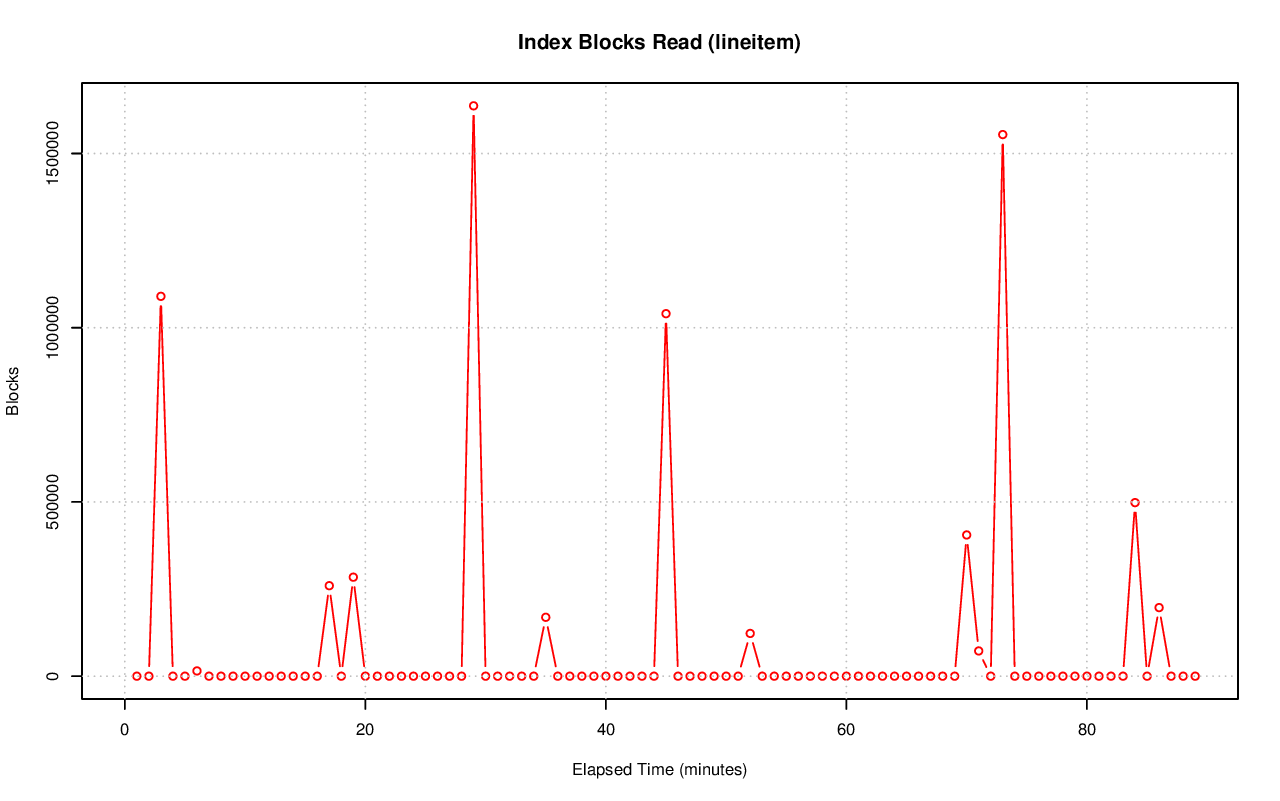 Index Blocks Read (lineitem)
Blocks
1500000
1000000
500000
0
0 20 40 60 80
Elapsed Time (minutes)